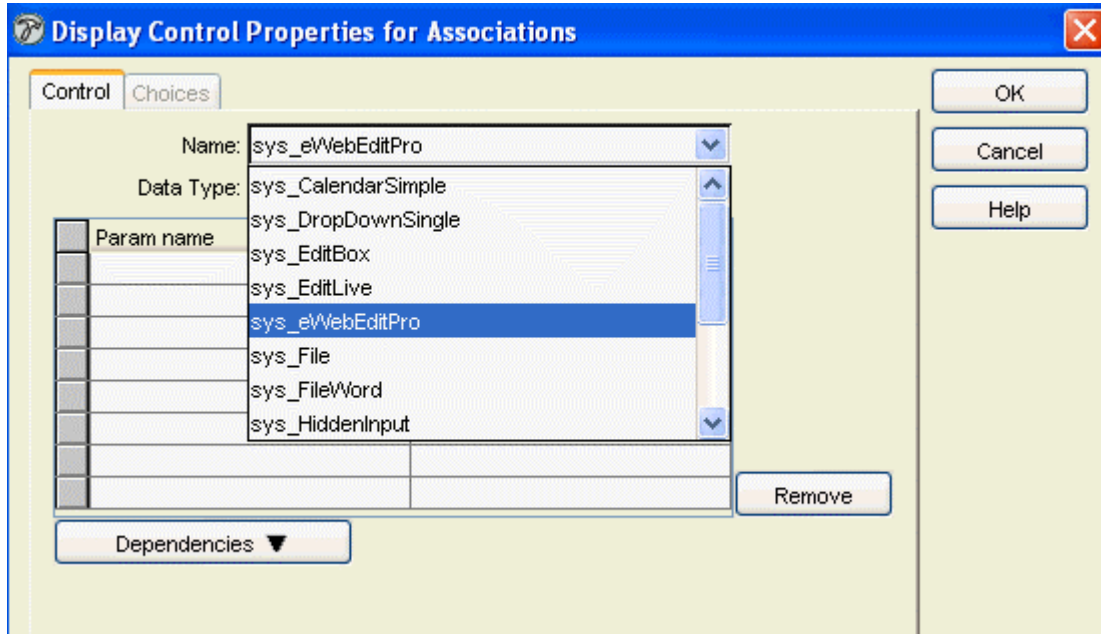 Display Control Properties for Associations
Control Choices
OK
Name: sys_eWebEditPro
Cancel
Data Type: sys_CalendarSimple
Help
sys_DropDownSingle
Param name
sys_EditBox
sys_EditLive
sys_eWebEditPro
sys_File
sys_FileWord
sys_HiddenInput
Remove
Dependencies ▼